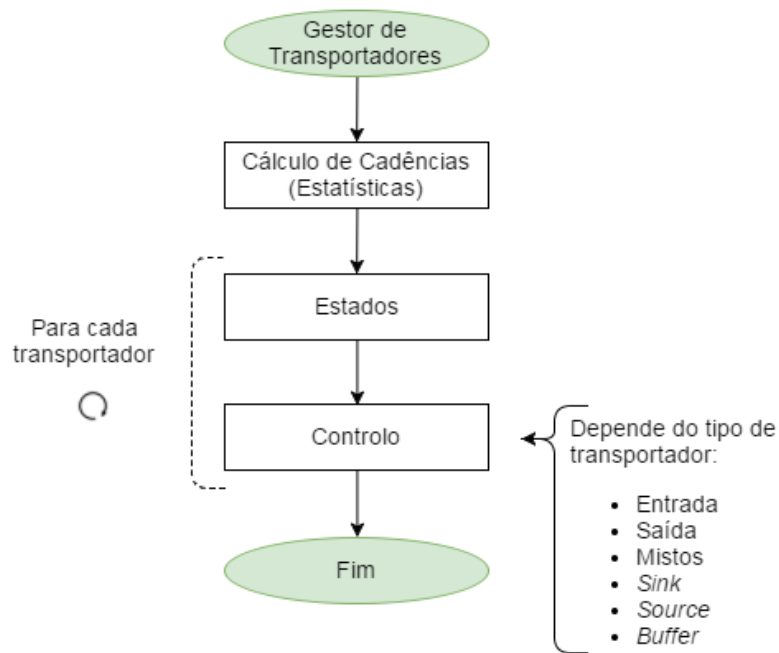 Gestor de
Transportadores
Cálculo de Cadências
(Estatísticas)
Estados
Para cada
transportador
Controlo
Depende do tipo de
transportador:
• Entrada
• Saída
• Mistos
• Sink
• Source
• Buffer
Fim